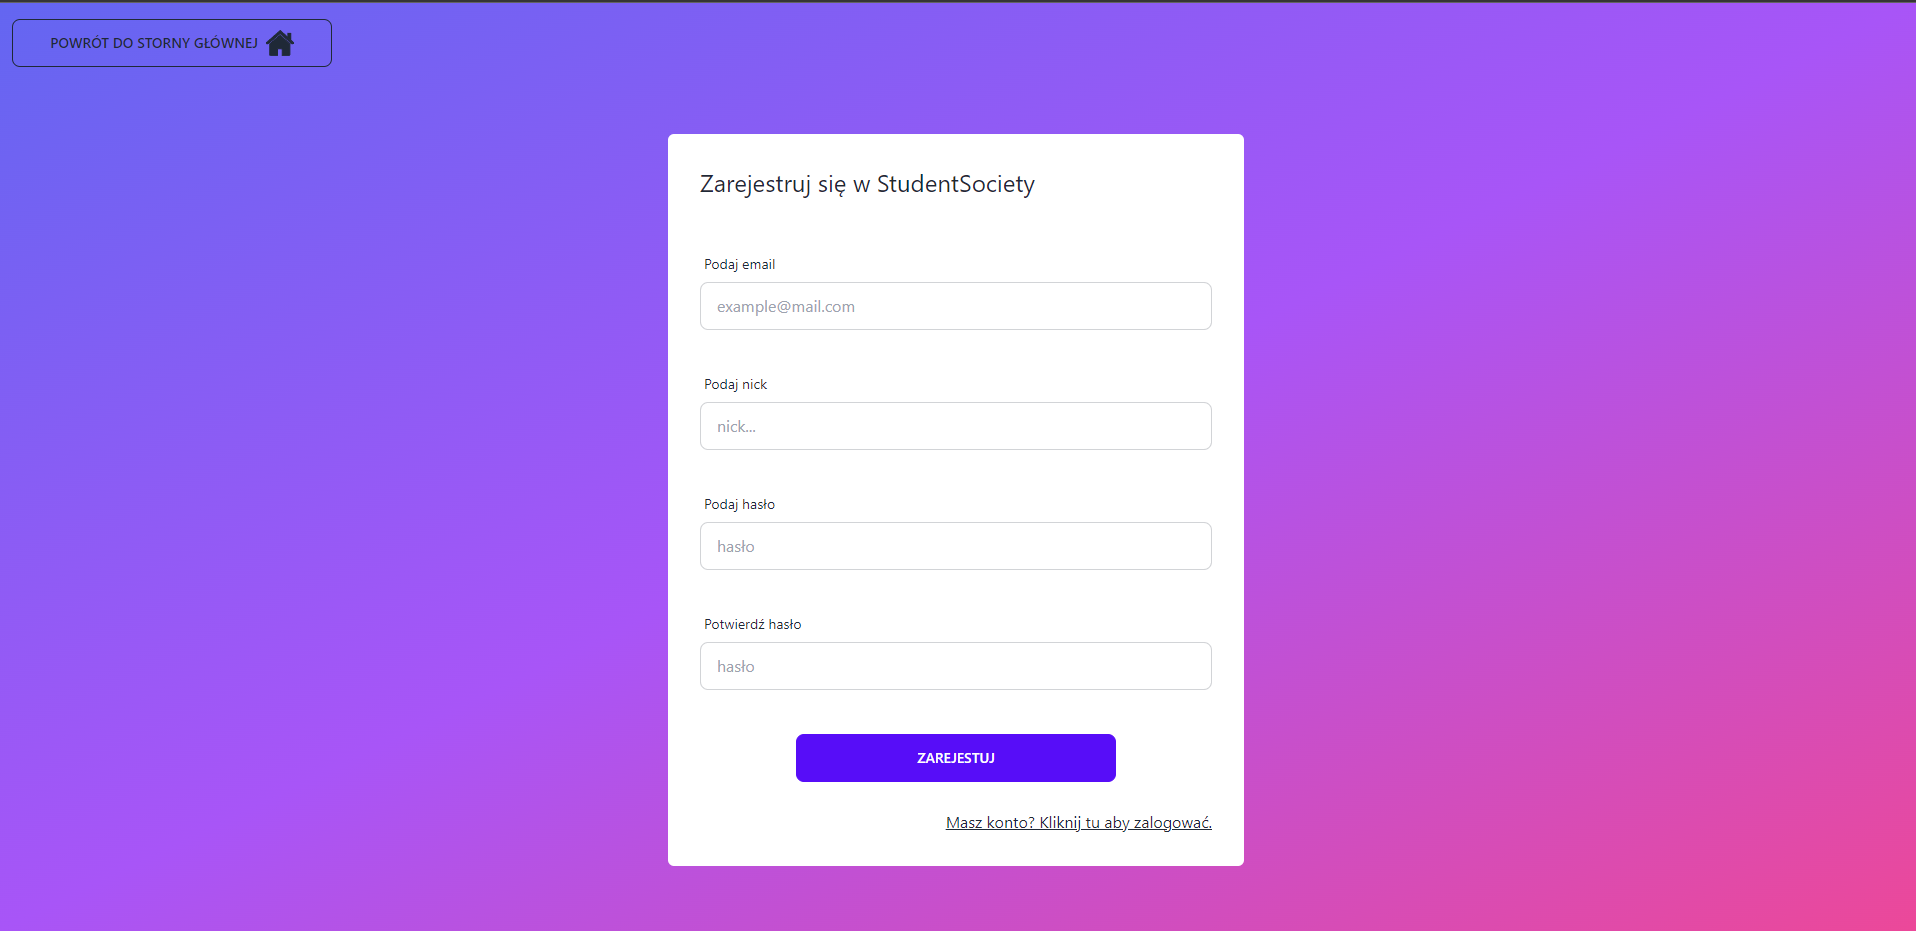 POWRÓT DO STORNY GŁÓWNEJ
Zarejestruj się w StudentSociety
Podaj email
example@mail.com
Podaj nick
nick...
Podaj hasło
hasło
Potwierdź hasło
hasło
ZAREJESTUJ
Masz konto? Kliknij tu aby zalogować.